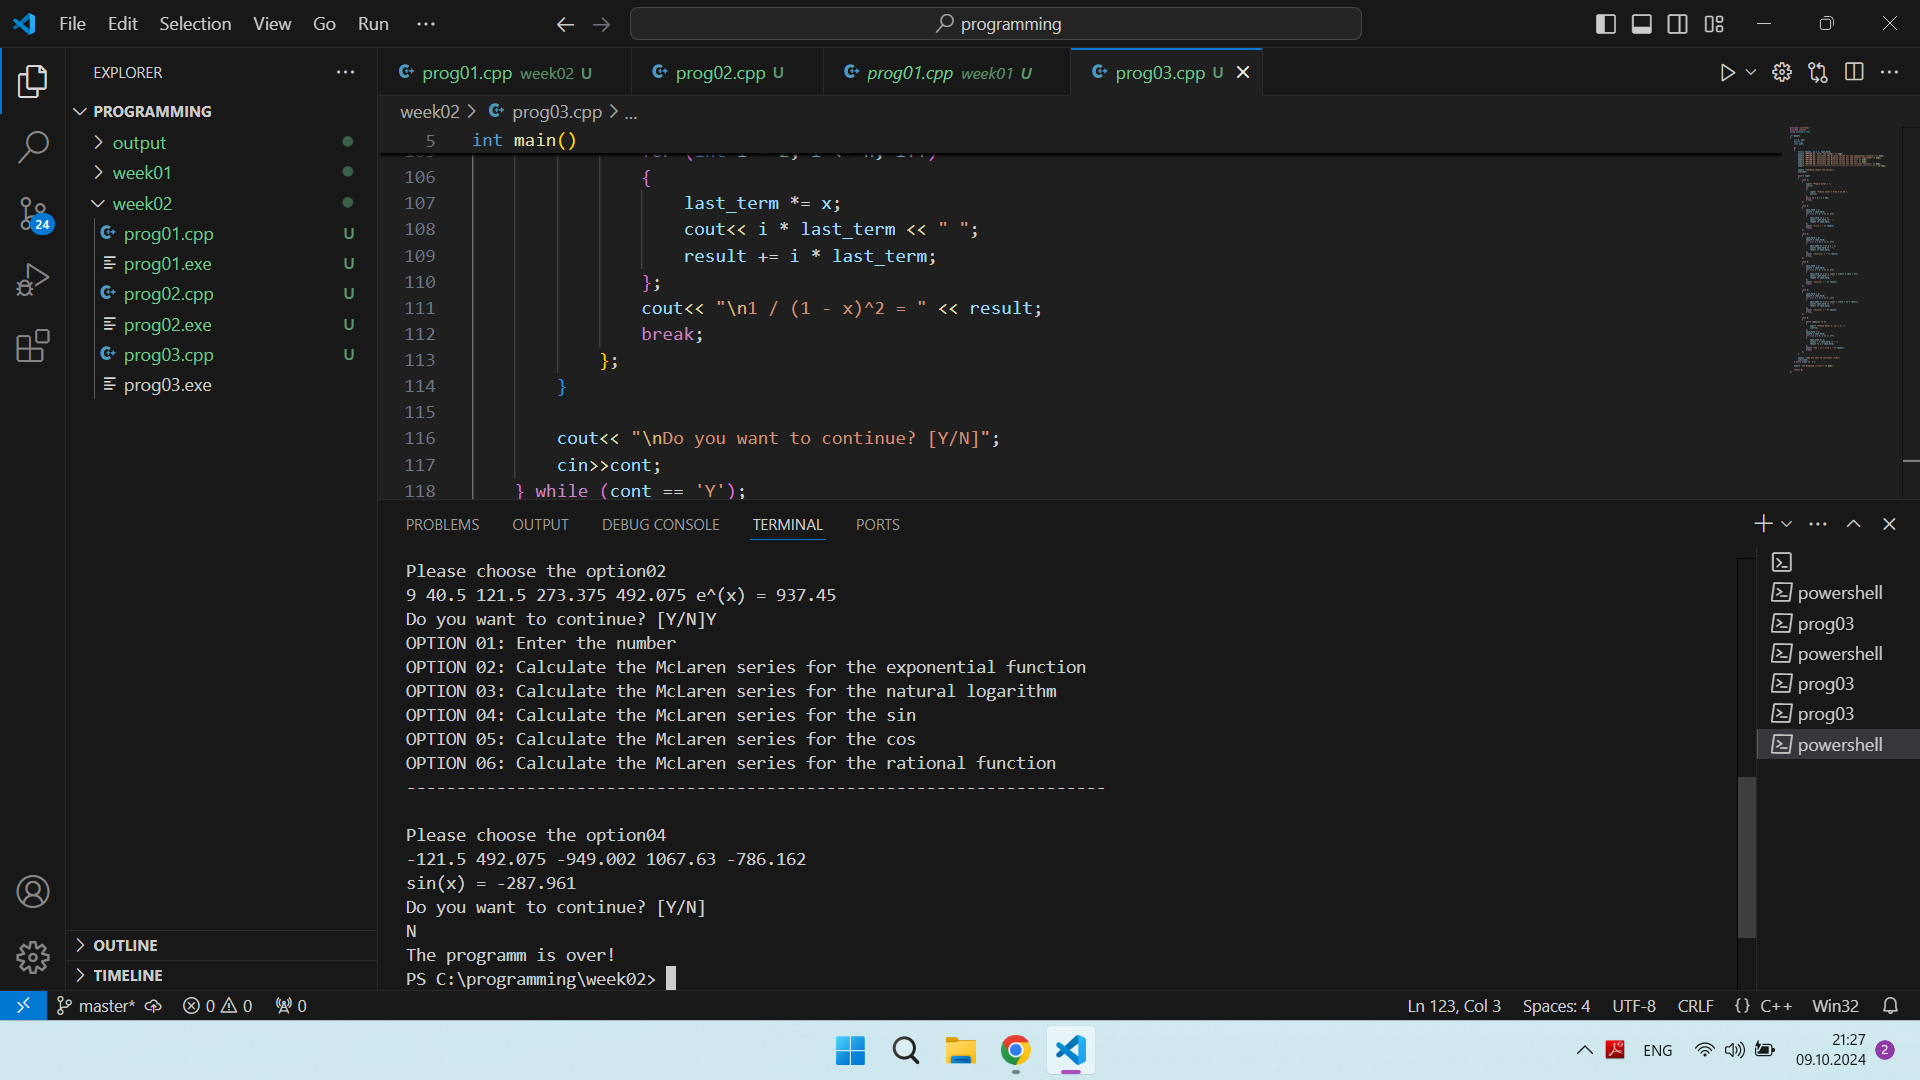 File Edit Selection View Go Run ···
programming
EXPLORER
PROGRAMMING
output
week01
week02
prog01.cpp U
prog01.exe U
prog02.cpp U
prog02.exe U
prog03.cpp U
prog03.exe
OUTLINE
TIMELINE
24
prog01.cpp week02 U
prog02.cpp U
prog01.cpp week01 U
prog03.cpp U
week02 > prog03.cpp > ...
5 int main()
106 {
107 last_term *= x;
108 cout<< i * last_term << " ";
109 result += i * last_term;
110 };
111 cout<< "\n1 / (1 - x)^2 = " << result;
112 break;
113 };
114 }
115
116 cout<< "\nDo you want to continue? [Y/N]";
117 cin>>cont;
118 } while (cont == 'Y');
PROBLEMS OUTPUT DEBUG CONSOLE TERMINAL PORTS
Please choose the option02
9 40.5 121.5 273.375 492.075 e^(x) = 937.45
Do you want to continue? [Y/N]Y
OPTION 01: Enter the number
OPTION 02: Calculate the McLaren series for the exponential function
OPTION 03: Calculate the McLaren series for the natural logarithm
OPTION 04: Calculate the McLaren series for the sin
OPTION 05: Calculate the McLaren series for the cos
OPTION 06: Calculate the McLaren series for the rational function
----------------------------------------------------------------------
Please choose the option04
-121.5 492.075 -949.002 1067.63 -786.162
sin(x) = -287.961
Do you want to continue? [Y/N]
N
The programm is over!
PS C:\programming\week02>
powershell
prog03
powershell
prog03
prog03
powershell
master* 0 0 0
Ln 123, Col 3 Spaces: 4 UTF-8 CRLF {} C++ Win32
ENG
21:27
09.10.2024
2